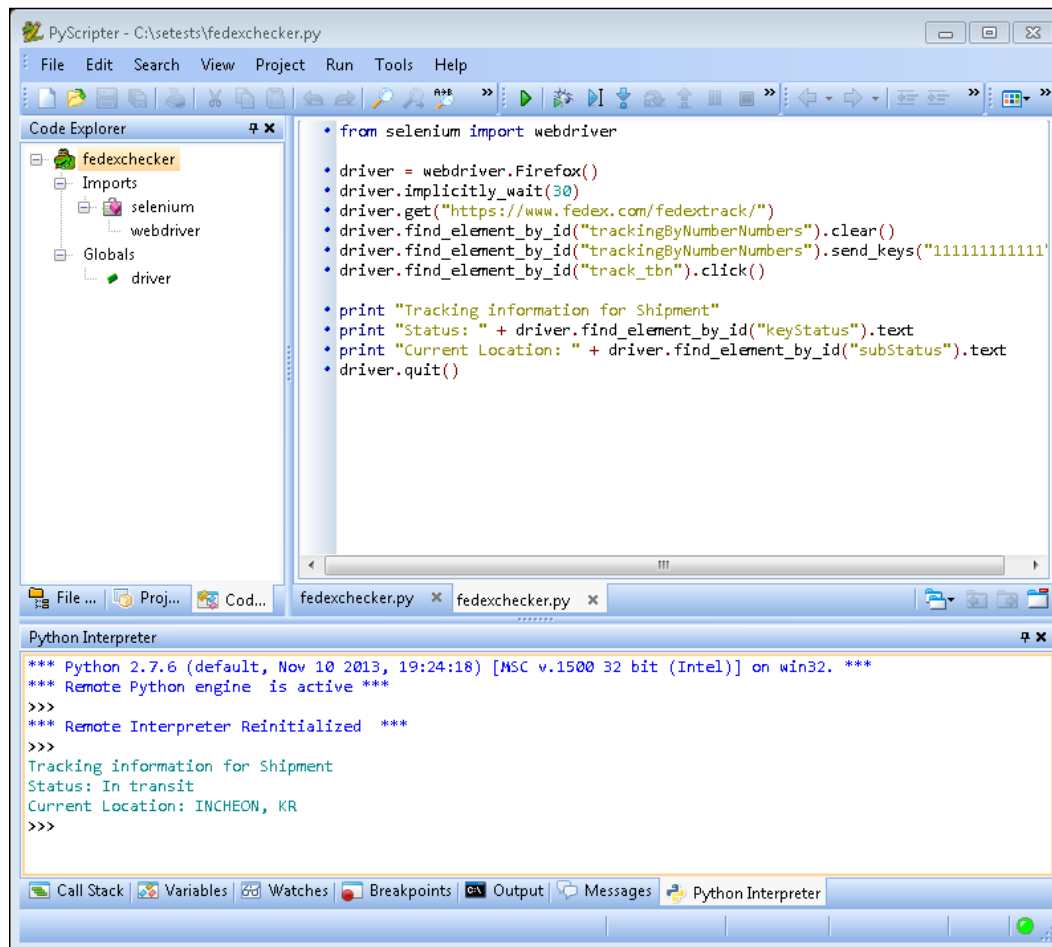 PyScripter - C:\setests\fedexchecker.py
File Edit Search View Project Run Tools Help
Code Explorer
fedexchecker
Imports
selenium
webdriver
Globals
driver
from selenium import webdriver
driver = webdriver.Firefox()
driver.implicitly_wait(30)
driver.get("https://www.fedex.com/fedextrack/")
driver.find_element_by_id("trackingByNumberNumbers").clear()
driver.find_element_by_id("trackingByNumberNumbers").send_keys("111111111111"
driver.find_element_by_id("track_tbn").click()
print "Tracking information for Shipment"
print "Status: " + driver.find_element_by_id("keyStatus").text
print "Current Location: " + driver.find_element_by_id("subStatus").text
driver.quit()
File ... Proj... Cod...
fedexchecker.py fedexchecker.py
Python Interpreter
*** Python 2.7.6 (default, Nov 10 2013, 19:24:18) [MSC v.1500 32 bit (Intel)] on win32. ***
*** Remote Python engine  is active ***
>>>
*** Remote Interpreter Reinitialized  ***
>>>
Tracking information for Shipment
Status: In transit
Current Location: INCHEON, KR
>>>
Call Stack Variables Watches Breakpoints Output Messages Python Interpreter